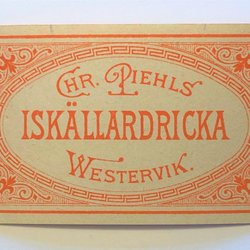 CHR. PIEHLS
ISKÄLLARDRICKA
WESTERVIK.